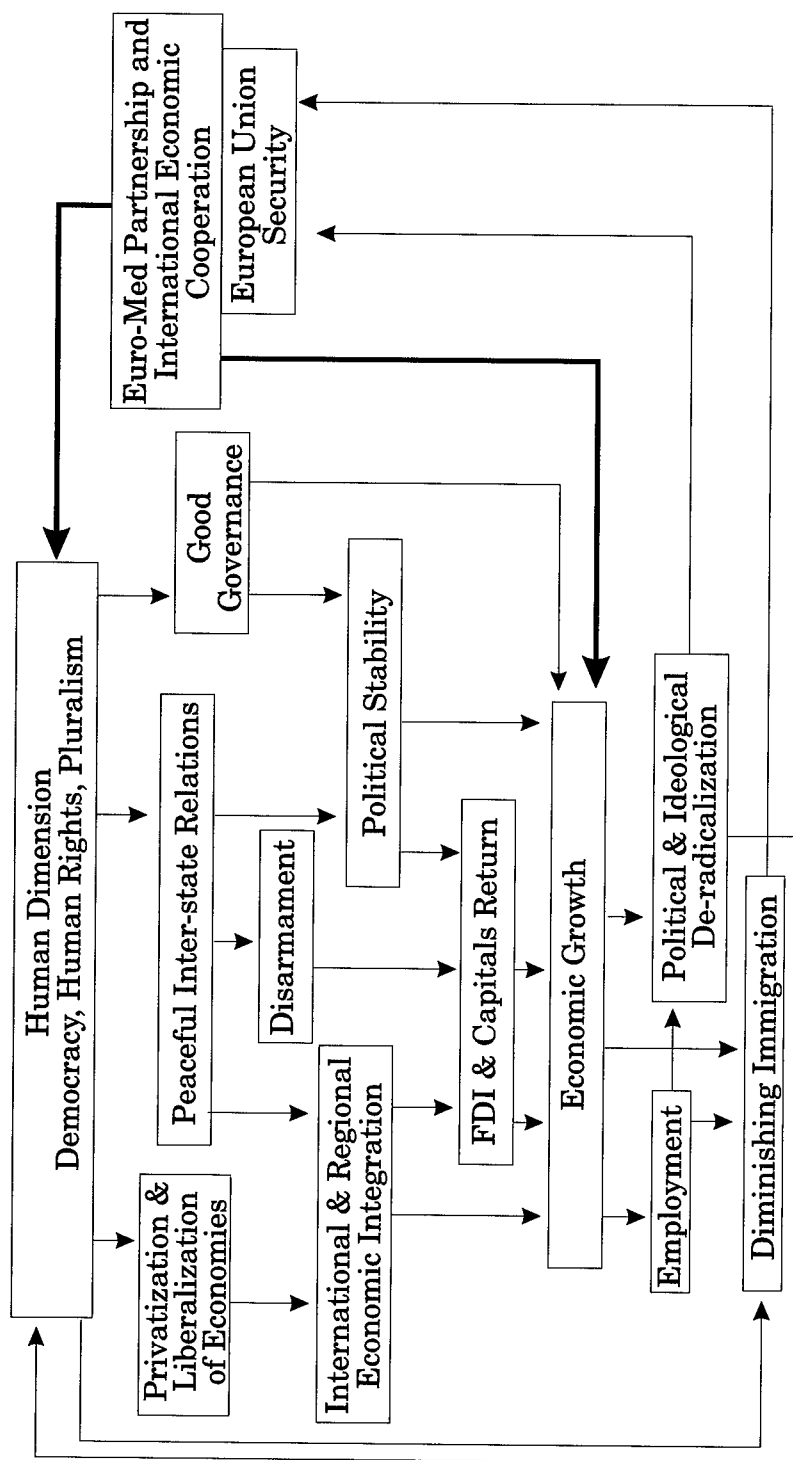 Human Dimension
Democracy, Human Rights, Pluralism
Euro-Med Partnership and
International Economic
Cooperation
European Union
Security
Privatization &
Liberalization
of Economies
Peaceful Inter-state Relations
Good
Governance
Disarmament
International & Regional
Economic Integration
Political Stability
FDI & Capitals Return
Economic Growth
Employment
Political & Ideological
De-radicalization
Diminishing Immigration